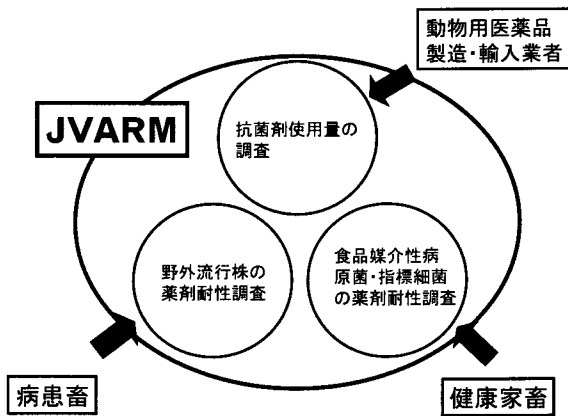 動物用医薬品
製造・輸入業者
JVARM
抗菌剤使用量の
調査
野外流行株の
薬剤耐性調査
食品媒介性病
原菌・指標細菌
の薬剤耐性調査
病患畜
健康家畜